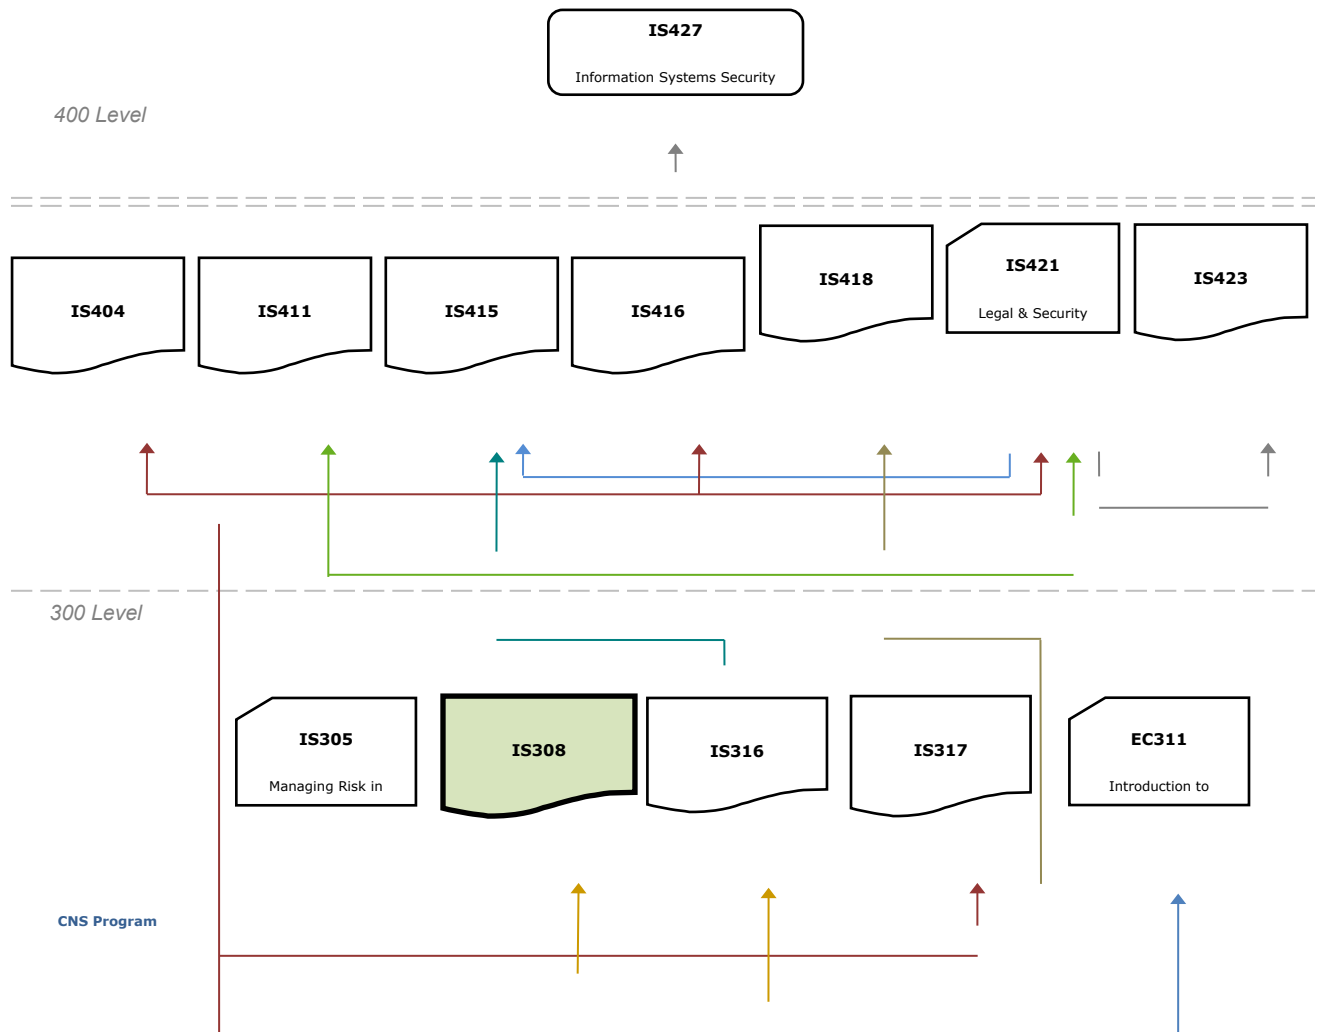 IS427
Information Systems Security
400 Level
IS404
IS411
IS415
IS416
IS418
IS421
Legal & Security
IS423
300 Level
IS305
Managing Risk in
IS308
IS316
IS317
EC311
Introduction to
CNS Program